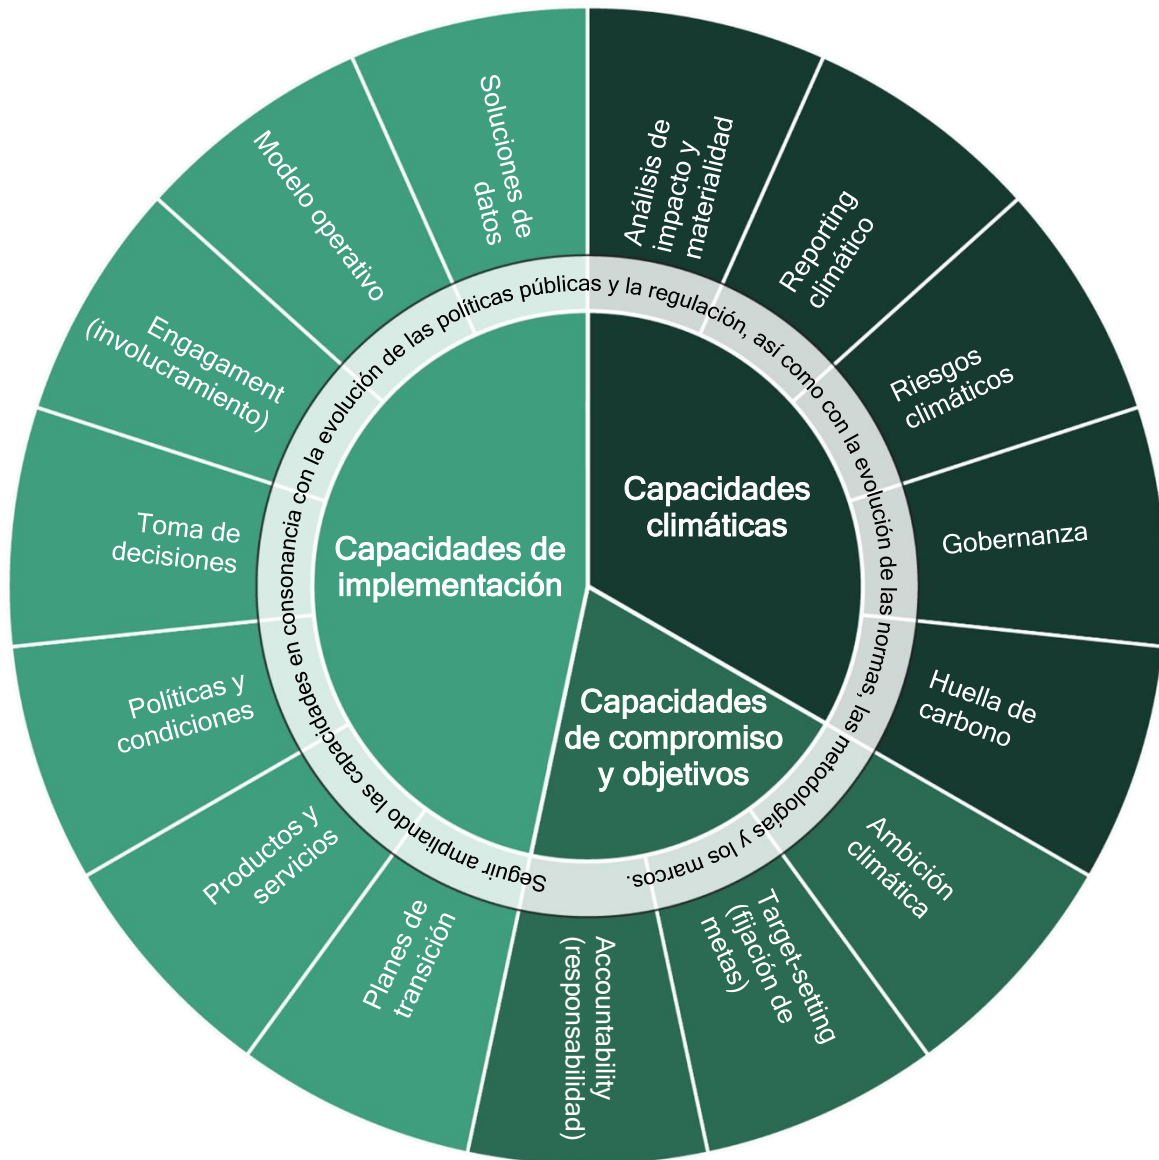 Soluciones de
datos
Análisis de
impacto y
materialidad
Reporting
climático
Riesgos
climáticos
Gobernanza
Huella de
carbono
Ambición
climática
Target-setting
(fijación de
metas)
Accountability
(responsabilidad)
Planes de
transición
Productos y
servicios
Políticas y
condiciones
Toma de
decisiones
Engagament
(involucramiento)
Modelo operativo
Seguir ampliando las capacidades en consonancia con la evolución de las políticas públicas y la regulación, así como con la evolución de las normas, las metodologías y los marcos.
Capacidades
climáticas
Capacidades de
implementación
Capacidades
de compromiso
y objetivos